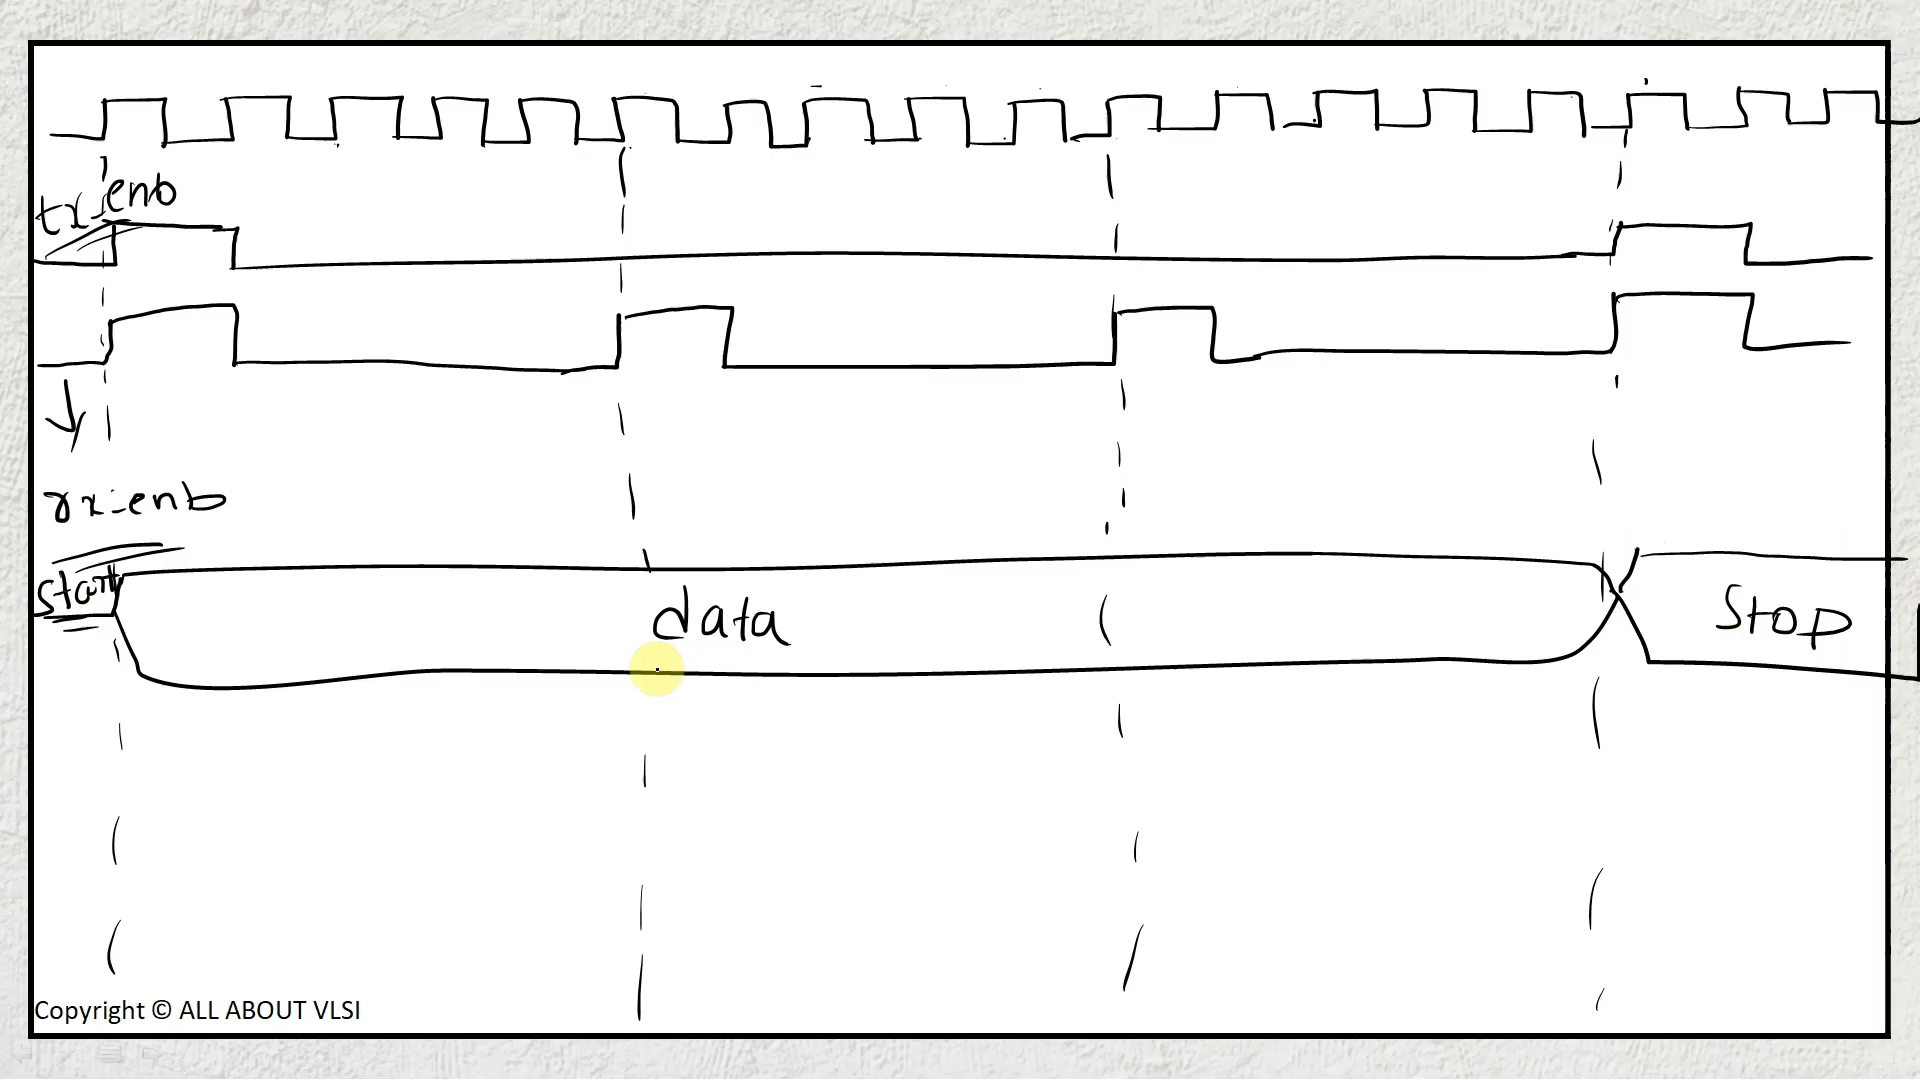 tx_enb
rx_enb
start
data
Stop
Copyright © ALL ABOUT VLSI